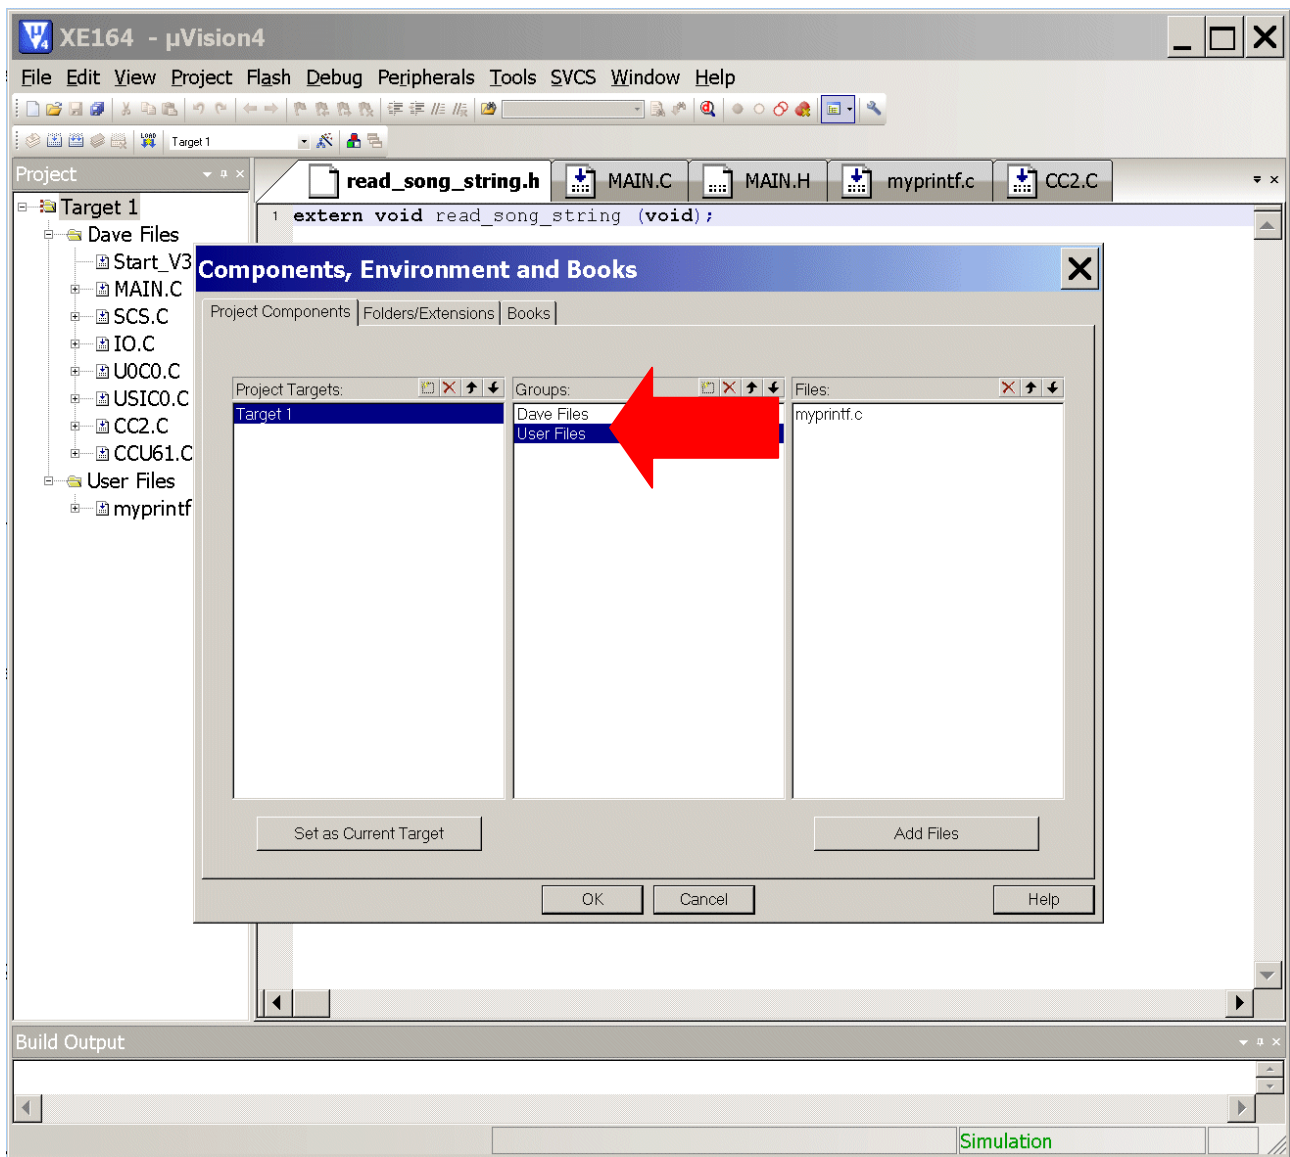 XE164 - µVision4
File Edit View Project Flash Debug Peripherals Tools SVCS Window Help
LOAD Target 1
Project
read_song_string.h MAIN.C MAIN.H myprintf.c CC2.C
Target 1
1 extern void read_song_string (void);
Dave Files
Start_V3
MAIN.C
SCS.C
IO.C
U0C0.C
USIC0.C
CC2.C
CCU61.C
User Files
myprintf
Components, Environment and Books
Project Components Folders/Extensions Books
Project Targets: Groups: Files:
Target 1 Dave Files myprintf.c
User Files
Set as Current Target Add Files
OK Cancel Help
Build Output
Simulation